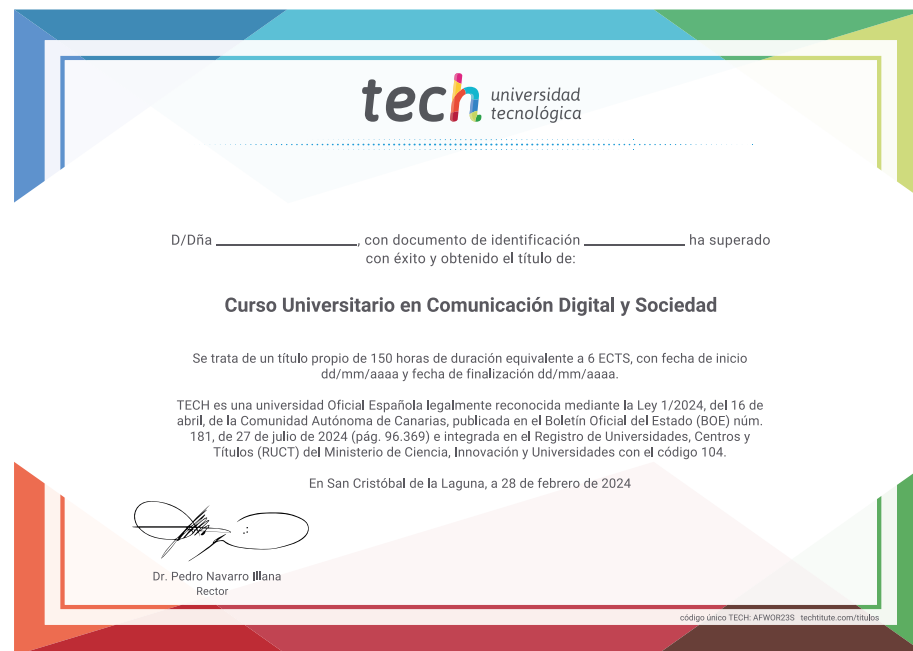 tech universidad
tecnológica
D/Dña ____________, con documento de identificación _________ ha superado
con éxito y obtenido el título de:
Curso Universitario en Comunicación Digital y Sociedad
Se trata de un título propio de 150 horas de duración equivalente a 6 ECTS, con fecha de inicio
dd/mm/aaaa y fecha de finalización dd/mm/aaaa.
TECH es una universidad Oficial Española legalmente reconocida mediante la Ley 1/2024, del 16 de
abril, de la Comunidad Autónoma de Canarias, publicada en el Boletín Oficial del Estado (BOE) núm.
181, de 27 de julio de 2024 (pág. 96.369) e integrada en el Registro de Universidades, Centros y
Títulos (RUCT) del Ministerio de Ciencia, Innovación y Universidades con el código 104.
En San Cristóbal de la Laguna, a 28 de febrero de 2024
Dr. Pedro Navarro Illana
Rector
código único TECH: AFWOR23S techtitute.com/titulos